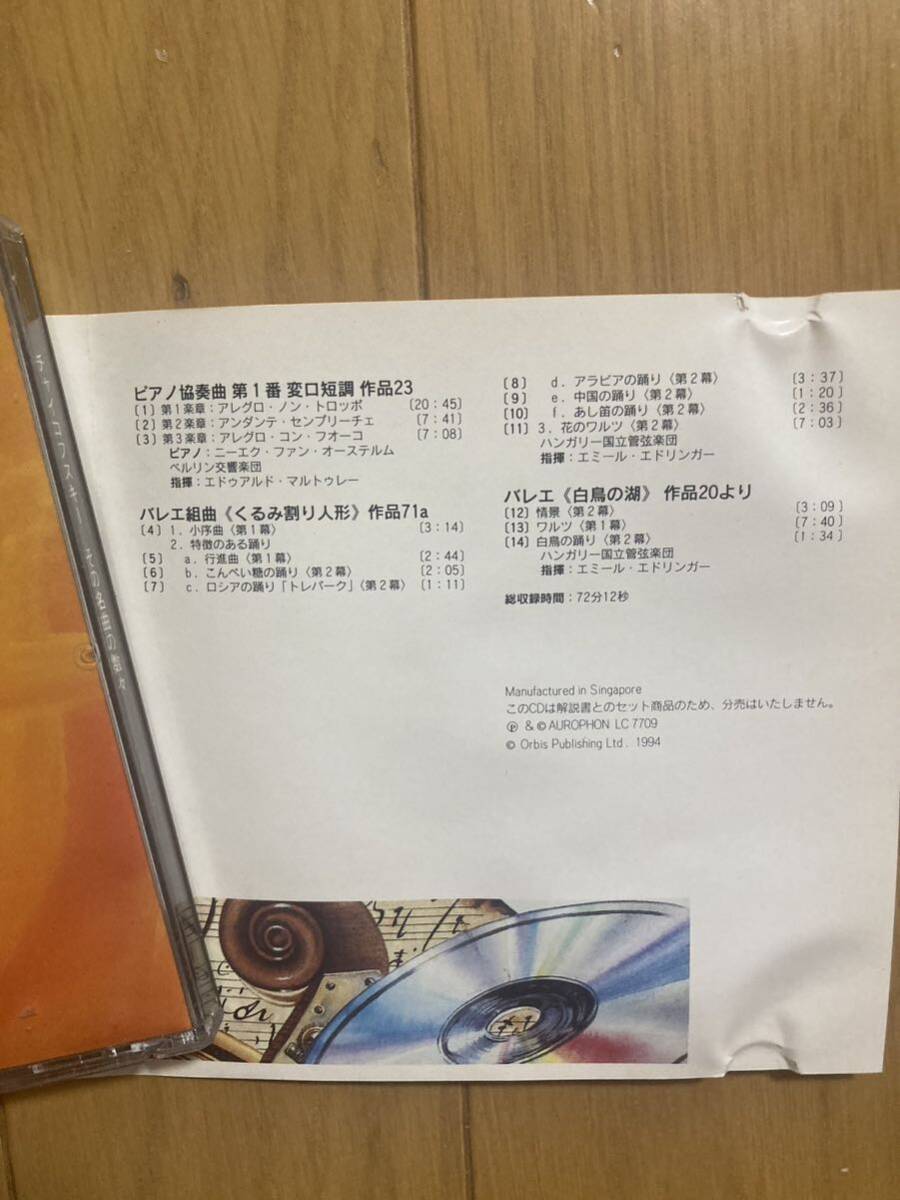 チャイコフスキー その名曲の数々
ピアノ協奏曲 第1番 変ロ短調 作品23
〔1〕第1楽章：アレグロ・ノン・トロッポ 〔20：45〕
〔2〕第2楽章：アンダンテ・センプリーチェ 〔7：41〕
〔3〕第3楽章：アレグロ・コン・フオーコ 〔7：08〕
ピアノ：ニーエク・ファン・オーステルム
ベルリン交響楽団
指揮：エドゥアルド・マルトゥレー
バレエ組曲《くるみ割り人形》作品71a
〔4〕1．小序曲〈第1幕〉 〔3：14〕
2．特徴のある踊り
〔5〕 a．行進曲〈第1幕〉 〔2：44〕
〔6〕 b．こんぺい糖の踊り〈第2幕〉 〔2：05〕
〔7〕 c．ロシアの踊り「トレパーク」〈第2幕〉 〔1：11〕
〔8〕 d．アラビアの踊り〈第2幕〉 〔3：37〕
〔9〕 e．中国の踊り〈第2幕〉 〔1：20〕
〔10〕 f．あし笛の踊り〈第2幕〉 〔2：36〕
〔11〕3．花のワルツ〈第2幕〉 〔7：03〕
ハンガリー国立管弦楽団
指揮：エミール・エドリンガー
バレエ《白鳥の湖》 作品20より
〔12〕情景〈第2幕〉 〔3：09〕
〔13〕ワルツ〈第1幕〉 〔7：40〕
〔14〕白鳥の踊り〈第2幕〉 〔1：34〕
ハンガリー国立管弦楽団
指揮：エミール・エドリンガー
総収録時間：72分12秒
Manufactured in Singapore
このCDは解説書とのセット商品のため、分売はいたしません。
℗ & © AUROPHON LC 7709
© Orbis Publishing Ltd. 1994